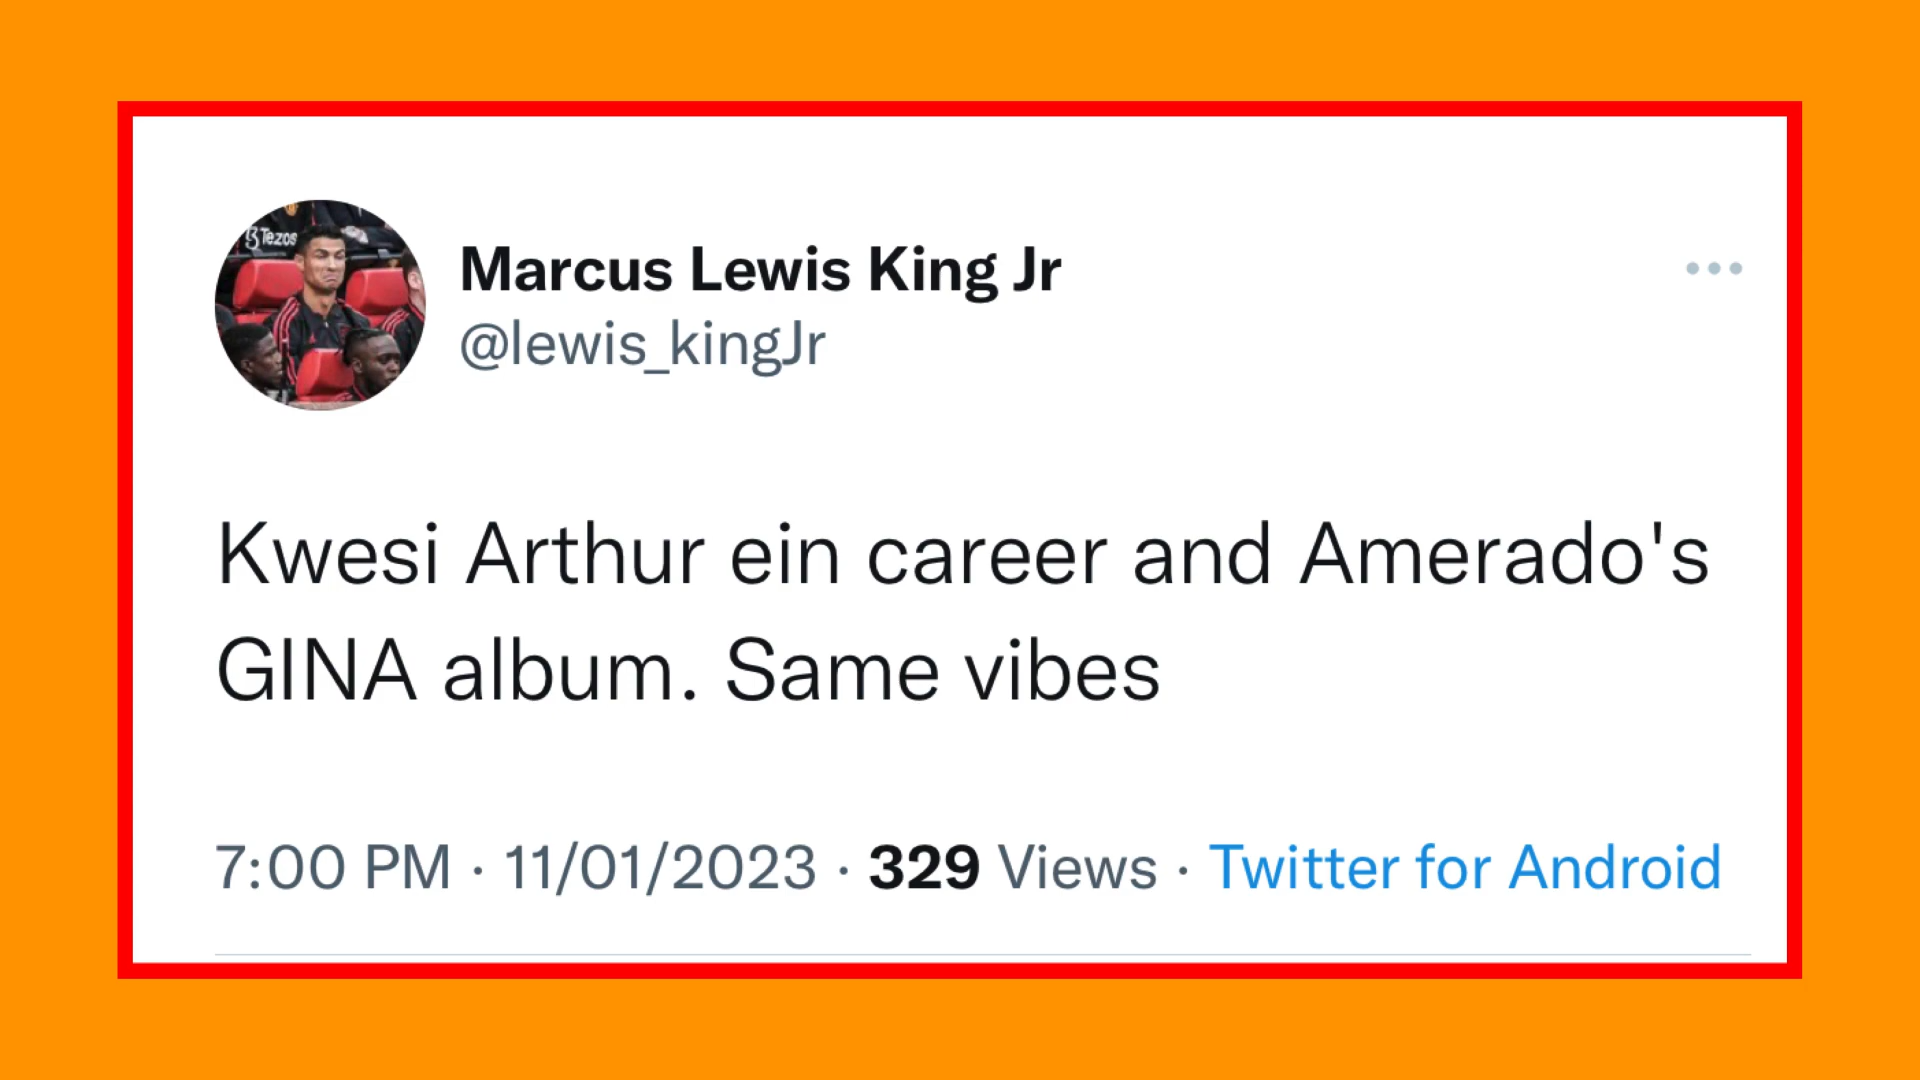 Tezos
Marcus Lewis King Jr
@lewis_kingJr
Kwesi Arthur ein career and Amerado's
GINA album. Same vibes
7:00 PM · 11/01/2023 · 329 Views · Twitter for Android